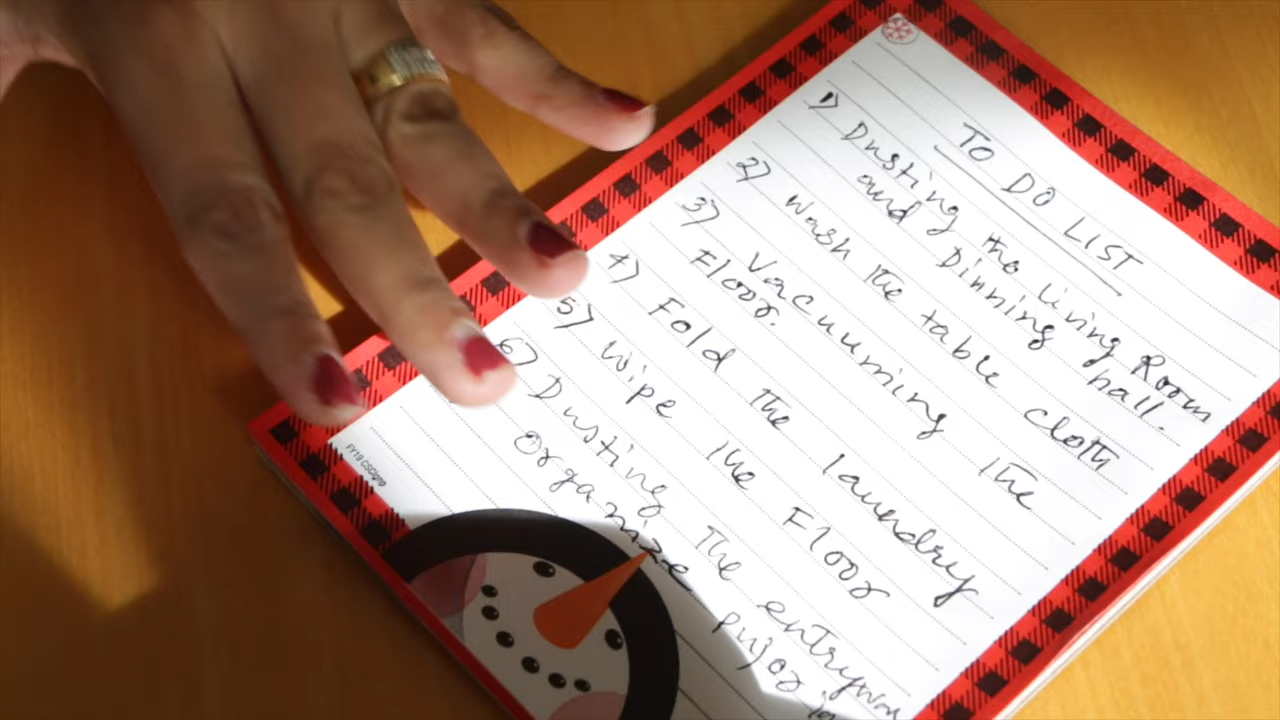 TO DO LIST
1) Dusting the living Room
and Dinning hall.
2) wash the table cloth
3) Vacuuming the
Floor.
4) Fold the laundry
5) Wipe the Floor
6) Dusting the
Organize